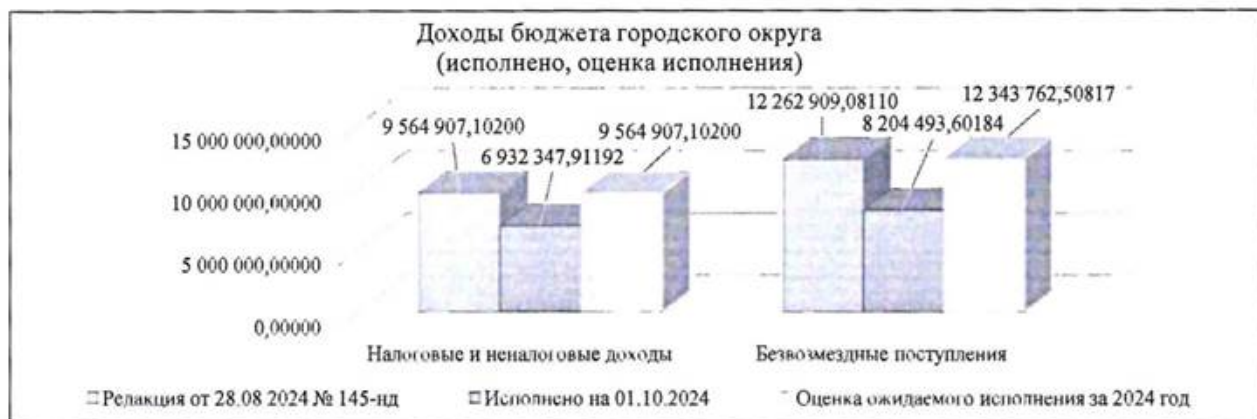 Доходы бюджета городского округа
(исполнено, оценка исполнения)
12 262 909,08110
12 343 762,50817
9 564 907,10200
9 564 907,10200
8 204 493,60184
6 932 347,91192
15 000 000,00000
10 000 000,00000
5 000 000,00000
0,00000
Налоговые и неналоговые доходы
Безвозмездные поступления
Редакция от 28.08 2024 № 145-нд
Исполнено на 01.10.2024
Оценка ожидаемого исполнения за 2024 год